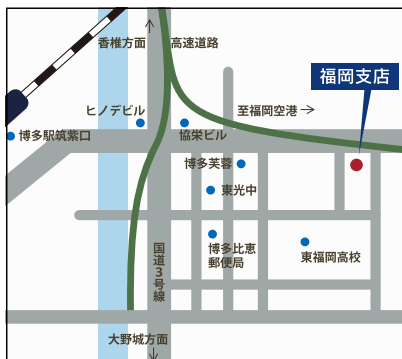 香椎方面
高速道路
福岡支店
ヒノデビル
至福岡空港
博多駅筑紫口
協栄ビル
博多芙蓉
東光中
博多比恵
郵便局
東福岡高校
国道3号線
大野城方面